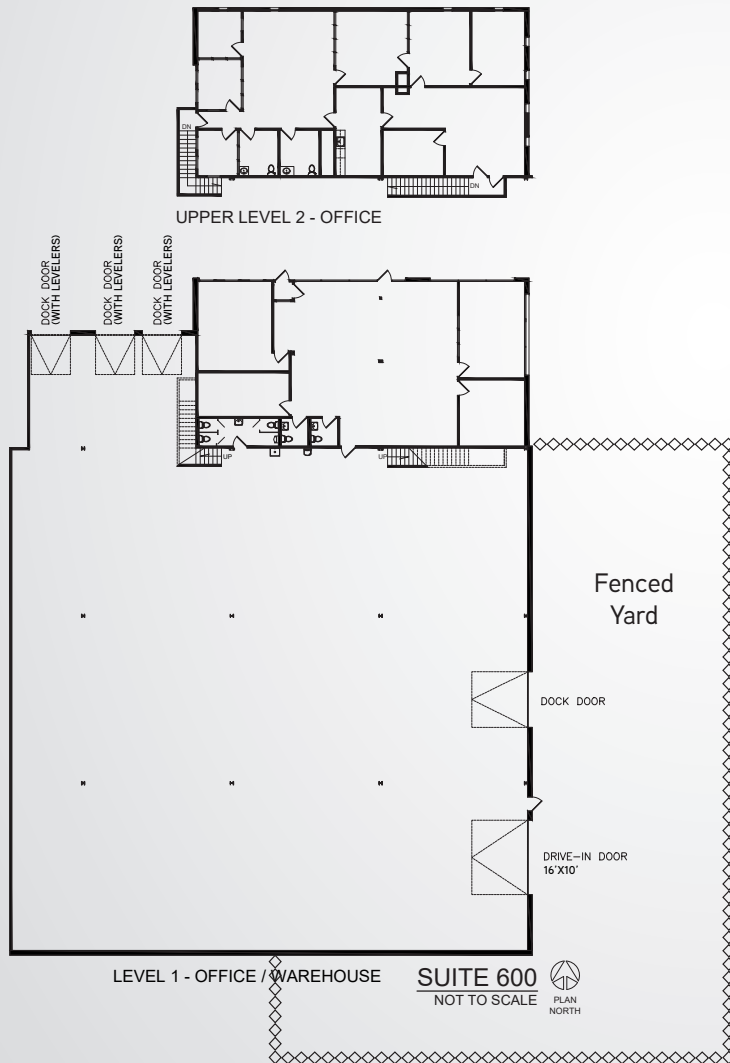 DN
DN
UPPER LEVEL 2 - OFFICE
DOCK DOOR
(WITH LEVELERS)
DOCK DOOR
(WITH LEVELERS)
DOCK DOOR
(WITH LEVELERS)
UP
UP
Fenced
Yard
DOCK DOOR
DRIVE-IN DOOR
16'X10'
LEVEL 1 - OFFICE / WAREHOUSE
SUITE 600
NOT TO SCALE
PLAN
NORTH